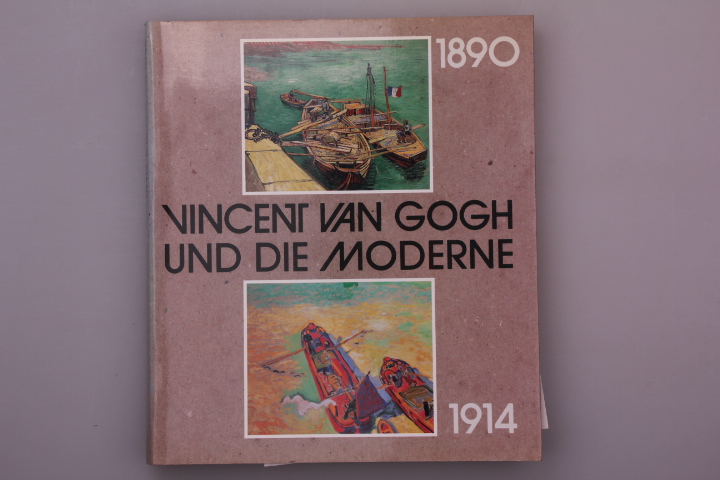 1890
VINCENT VAN GOGH
UND DIE MODERNE
1914